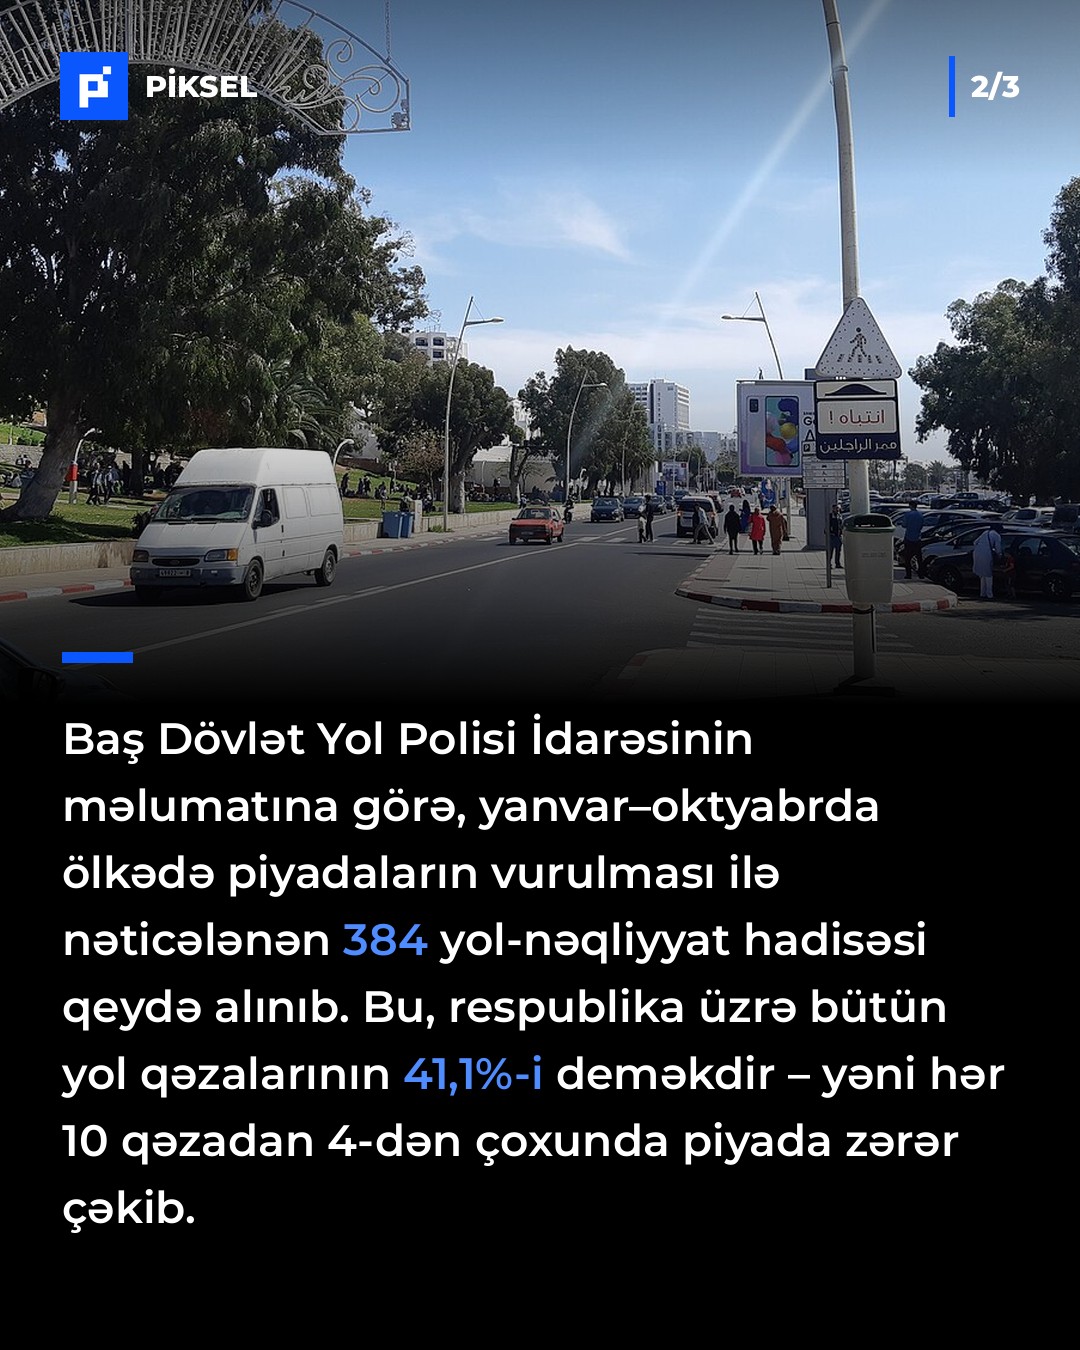 PİKSEL
2/3
! انتباه
ممر الراجلين
Baş Dövlət Yol Polisi İdarəsinin
məlumatına görə, yanvar–oktyabrda
ölkədə piyadaların vurulması ilə
nəticələnən 384 yol-nəqliyyat hadisəsi
qeydə alınıb. Bu, respublika üzrə bütün
yol qəzalarının 41,1%-i deməkdir – yəni hər
10 qəzadan 4-dən çoxunda piyada zərər
çəkib.